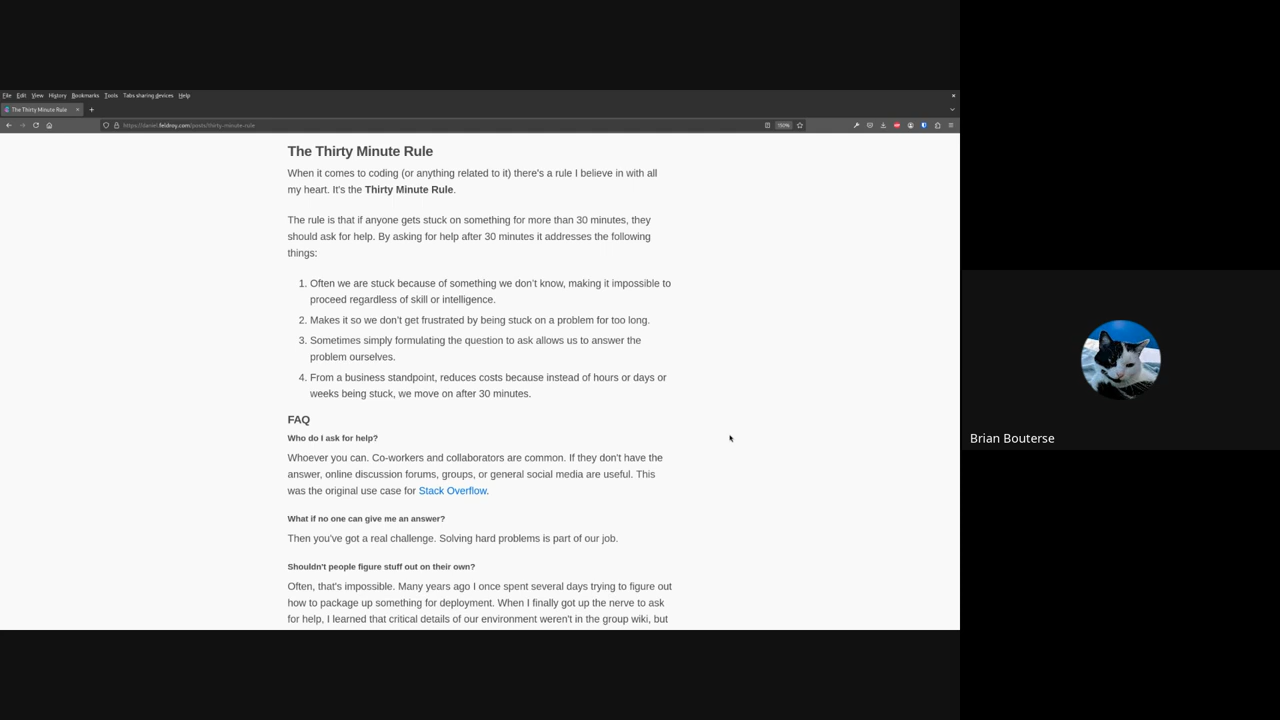 File Edit View History Bookmarks Tools Tabs sharing devices Help
The Thirty Minute Rule
https://daniel.feldroy.com/posts/thirty-minute-rule
The Thirty Minute Rule
When it comes to coding (or anything related to it) there's a rule I believe in with all
my heart. It's the Thirty Minute Rule.
The rule is that if anyone gets stuck on something for more than 30 minutes, they
should ask for help. By asking for help after 30 minutes it addresses the following
things:
1. Often we are stuck because of something we don’t know, making it impossible to
proceed regardless of skill or intelligence.
2. Makes it so we don’t get frustrated by being stuck on a problem for too long.
3. Sometimes simply formulating the question to ask allows us to answer the
problem ourselves.
4. From a business standpoint, reduces costs because instead of hours or days or
weeks being stuck, we move on after 30 minutes.
FAQ
Who do I ask for help?
Whoever you can. Co-workers and collaborators are common. If they don't have the
answer, online discussion forums, groups, or general social media are useful. This
was the original use case for Stack Overflow.
What if no one can give me an answer?
Then you've got a real challenge. Solving hard problems is part of our job.
Shouldn't people figure stuff out on their own?
Often, that's impossible. Many years ago I once spent several days trying to figure out
how to package up something for deployment. When I finally got up the nerve to ask
for help, I learned that critical details of our environment weren't in the group wiki, but
Brian Bouterse